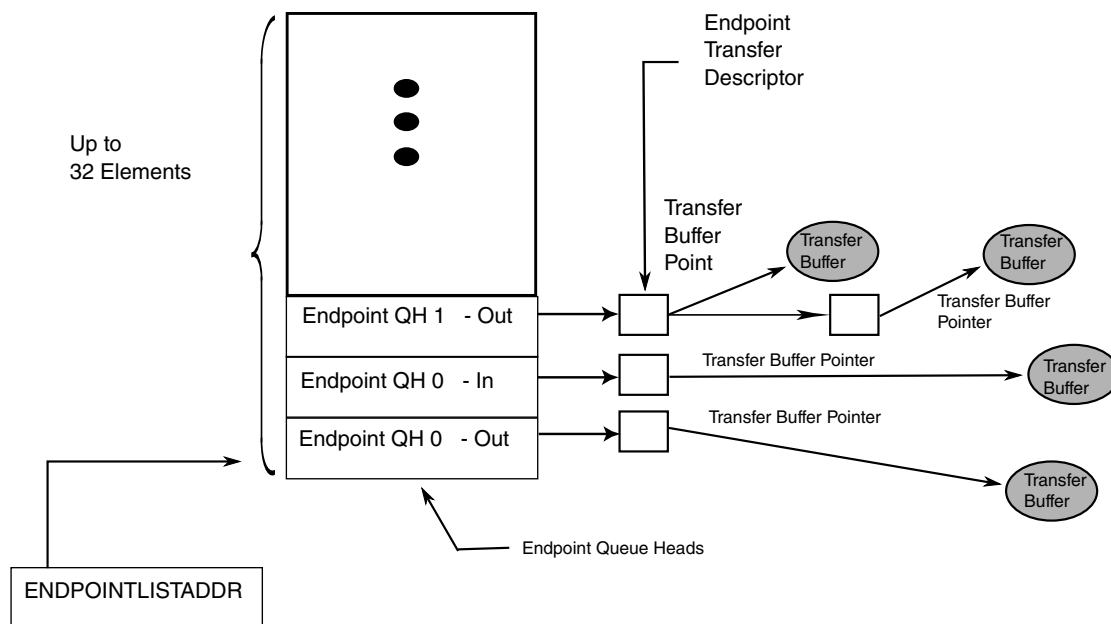 Endpoint
Transfer
Descriptor
Up to
32 Elements
Transfer
Buffer
Point
Transfer
Buffer
Transfer
Buffer
Transfer Buffer
Pointer
Endpoint QH 1 - Out
Endpoint QH 0 - In
Transfer Buffer Pointer
Transfer
Buffer
Endpoint QH 0 - Out
Transfer Buffer Pointer
Transfer
Buffer
Endpoint Queue Heads
ENDPOINTLISTADDR